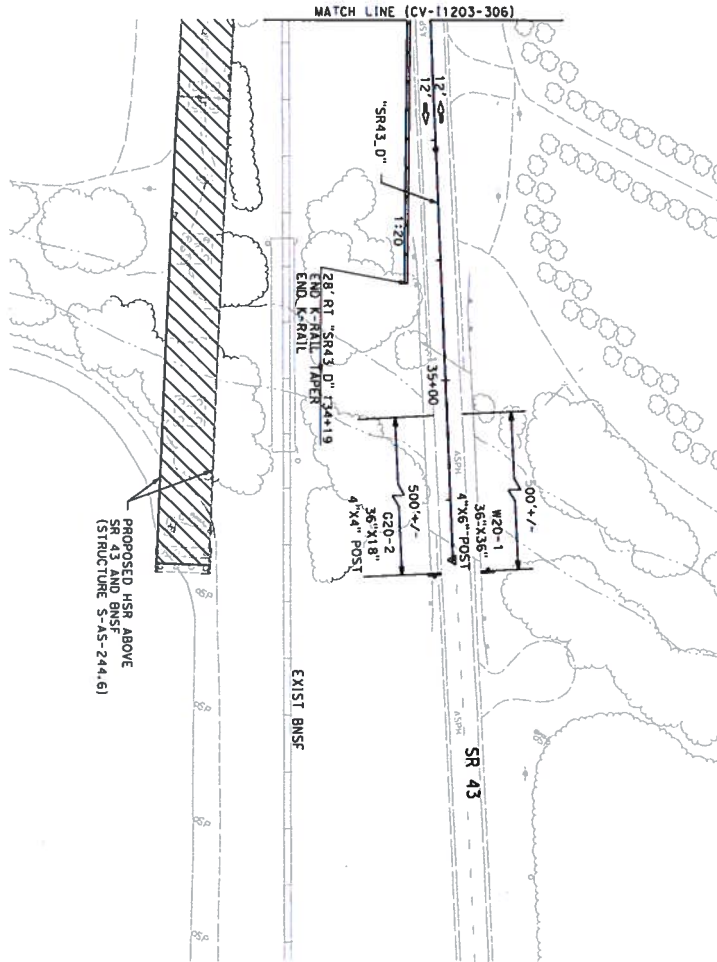 MATCH LINE (CV-I1203-306)
ASPH
12'
12'
"SR43_D"
1:20
28' RT "SR43_D" 134+19
END K-RAIL TAPER
END K-RAIL
135+00
ASPH
500'+/-
W20-1
36"X36"
4"X6" POST
500'+/-
G20-2
36"X18"
4"X4" POST
PROPOSED HSR ABOVE
SR 43 AND BNSF
(STRUCTURE S-AS-244.6)
EXIST BNSF
ASPH
SR 43